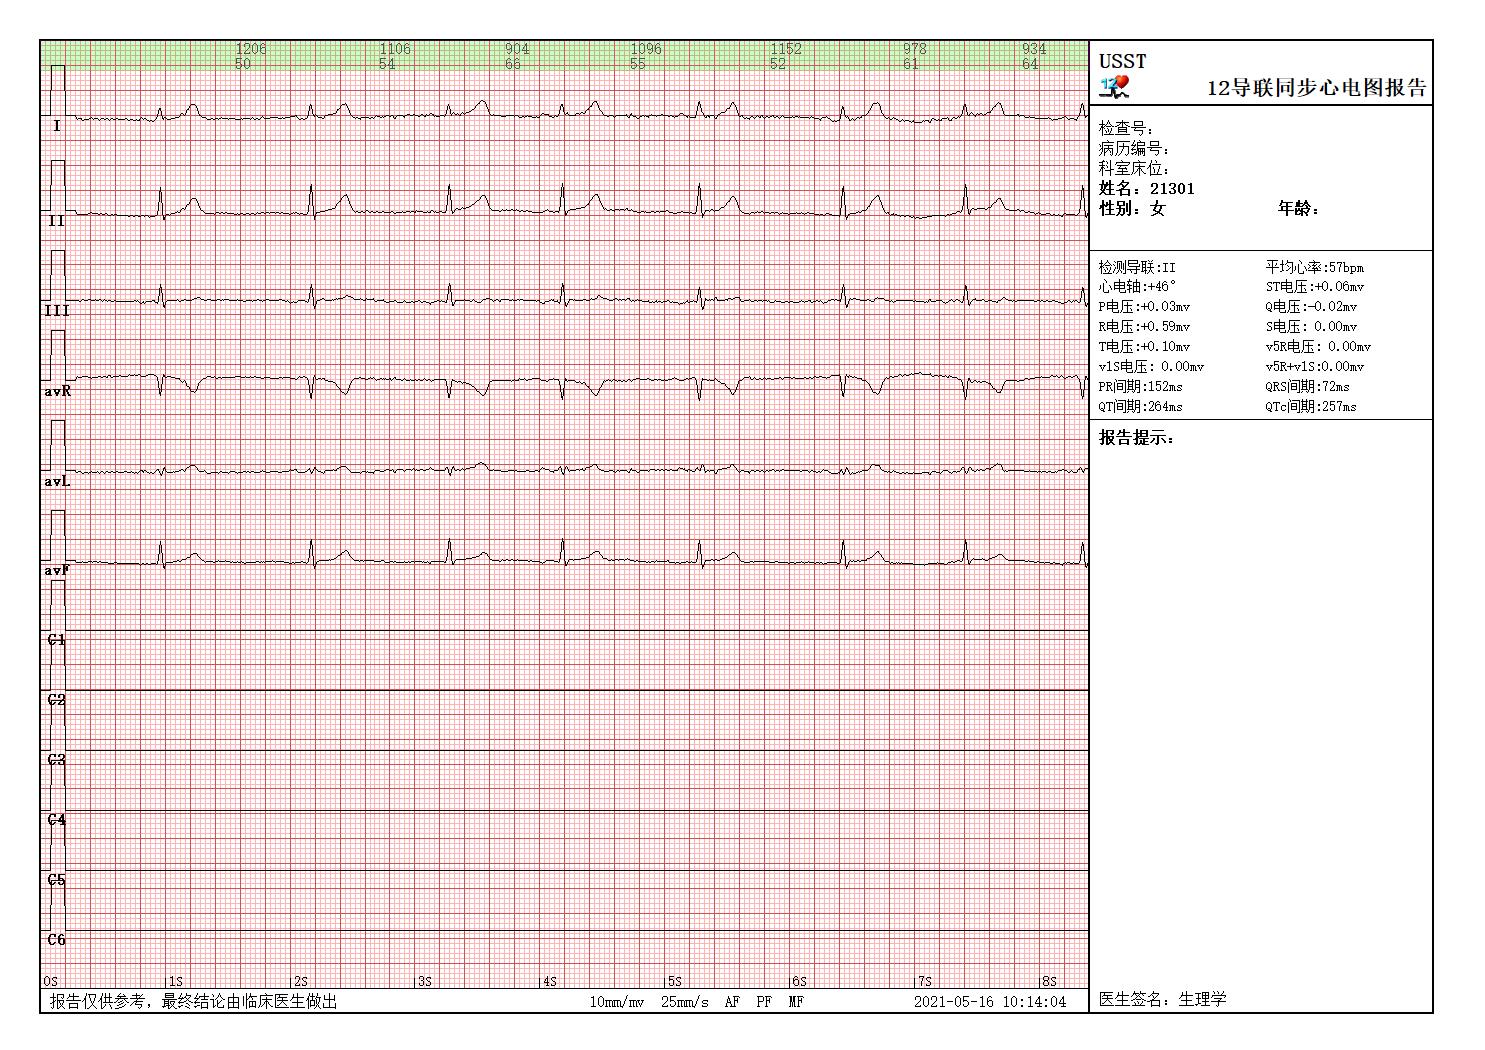 1206 1106 904 1096 1152 978 934
50 54 66 55 52 61 64
I
II
III
avR
avL
avF
C1
C2
C3
C4
C5
C6
0S 1S 2S 3S 4S 5S 6S 7S 8S
报告仅供参考，最终结论由临床医生做出 10mm/mv 25mm/s AF PF MF 2021-05-16 10:14:04
USST
12
12导联同步心电图报告
检查号：
病历编号：
科室床位：
姓名：21301
性别：女 年龄：
检测导联:II 平均心率:57bpm
心电轴:+46° ST电压:+0.06mv
P电压:+0.03mv Q电压:-0.02mv
R电压:+0.59mv S电压: 0.00mv
T电压:+0.10mv v5R电压: 0.00mv
v1S电压: 0.00mv v5R+v1S:0.00mv
PR间期:152ms QRS间期:72ms
QT间期:264ms QTc间期:257ms
报告提示：
医生签名：生理学